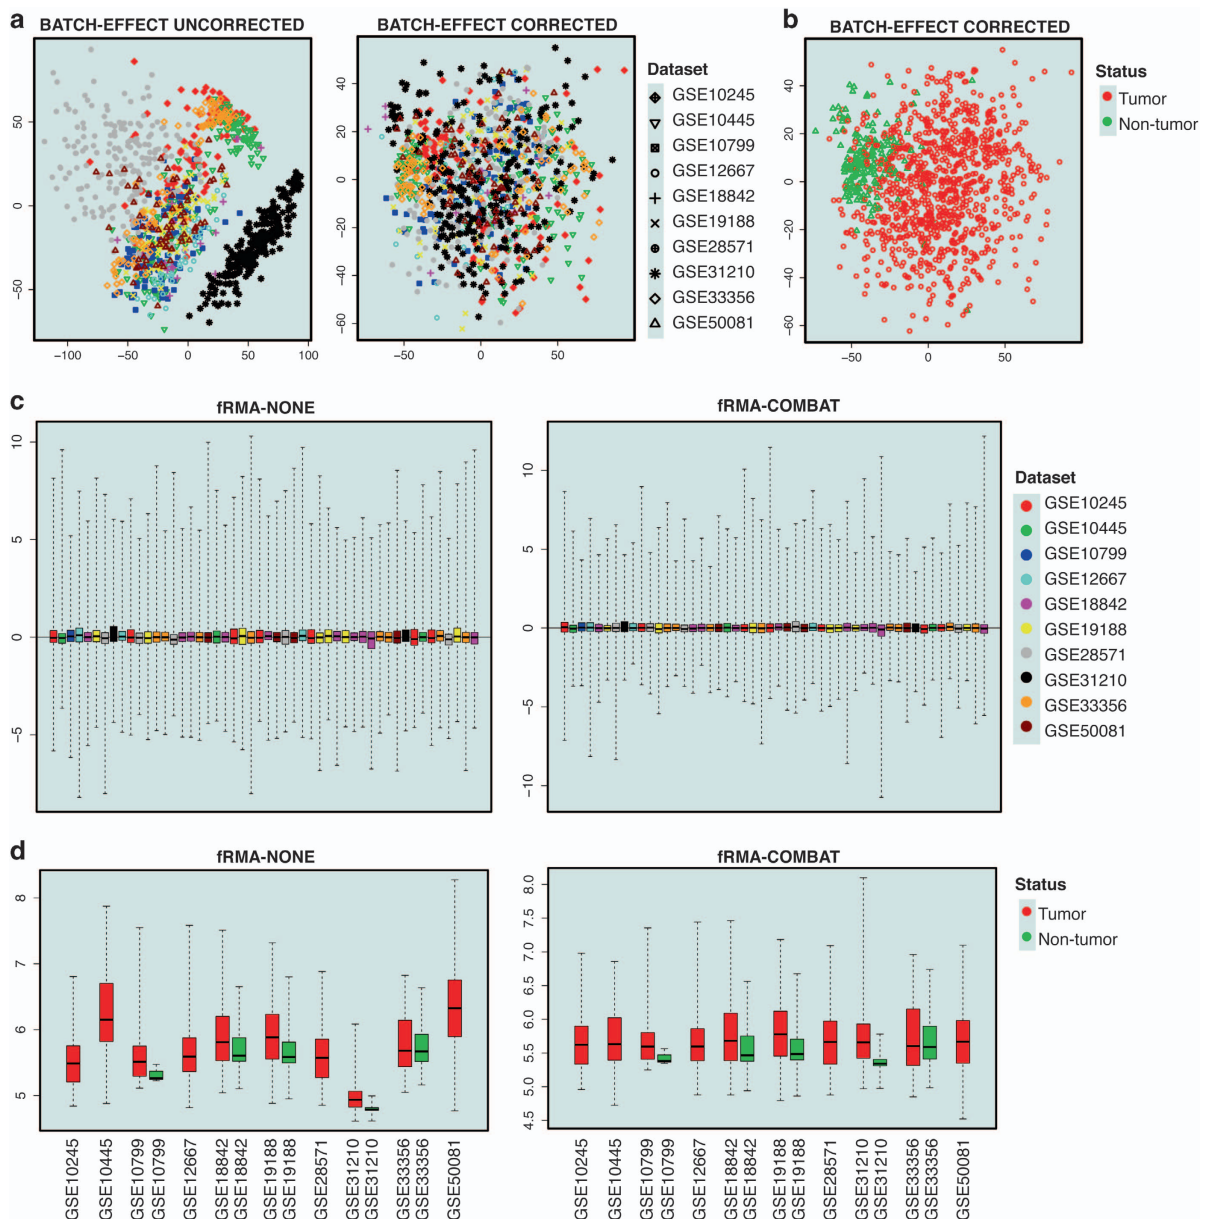 a
BATCH-EFFECT UNCORRECTED
50
0
−50
−100
−50
0
50
100
BATCH-EFFECT CORRECTED
40
20
0
−20
−40
−60
−50
0
50
Dataset
GSE10245
GSE10445
GSE10799
GSE12667
GSE18842
GSE19188
GSE28571
GSE31210
GSE33356
GSE50081
b
BATCH-EFFECT CORRECTED
40
20
0
−20
−40
−60
−50
0
50
Status
Tumor
Non-tumor
c
fRMA-NONE
10
5
0
−5
fRMA-COMBAT
10
5
0
−5
−10
Dataset
GSE10245
GSE10445
GSE10799
GSE12667
GSE18842
GSE19188
GSE28571
GSE31210
GSE33356
GSE50081
d
fRMA-NONE
8
7
6
5
GSE10245
GSE10445
GSE10799
GSE10799
GSE12667
GSE18842
GSE18842
GSE19188
GSE19188
GSE28571
GSE31210
GSE31210
GSE33356
GSE33356
GSE50081
fRMA-COMBAT
8.0
7.5
7.0
6.5
6.0
5.5
5.0
4.5
GSE10245
GSE10445
GSE10799
GSE10799
GSE12667
GSE18842
GSE18842
GSE19188
GSE19188
GSE28571
GSE31210
GSE31210
GSE33356
GSE33356
GSE50081
Status
Tumor
Non-tumor